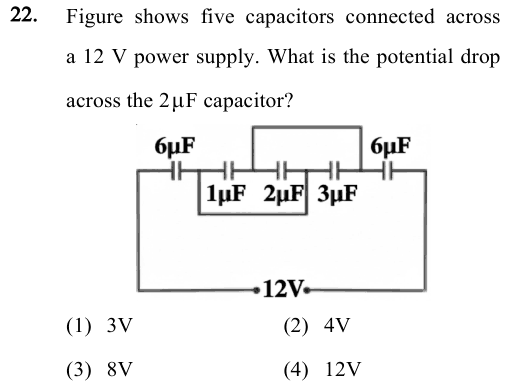 22. Figure shows five capacitors connected across
a 12 V power supply. What is the potential drop
across the 2μF capacitor?
6μF 6μF
1μF 2μF 3μF
12V
(1) 3V (2) 4V
(3) 8V (4) 12V